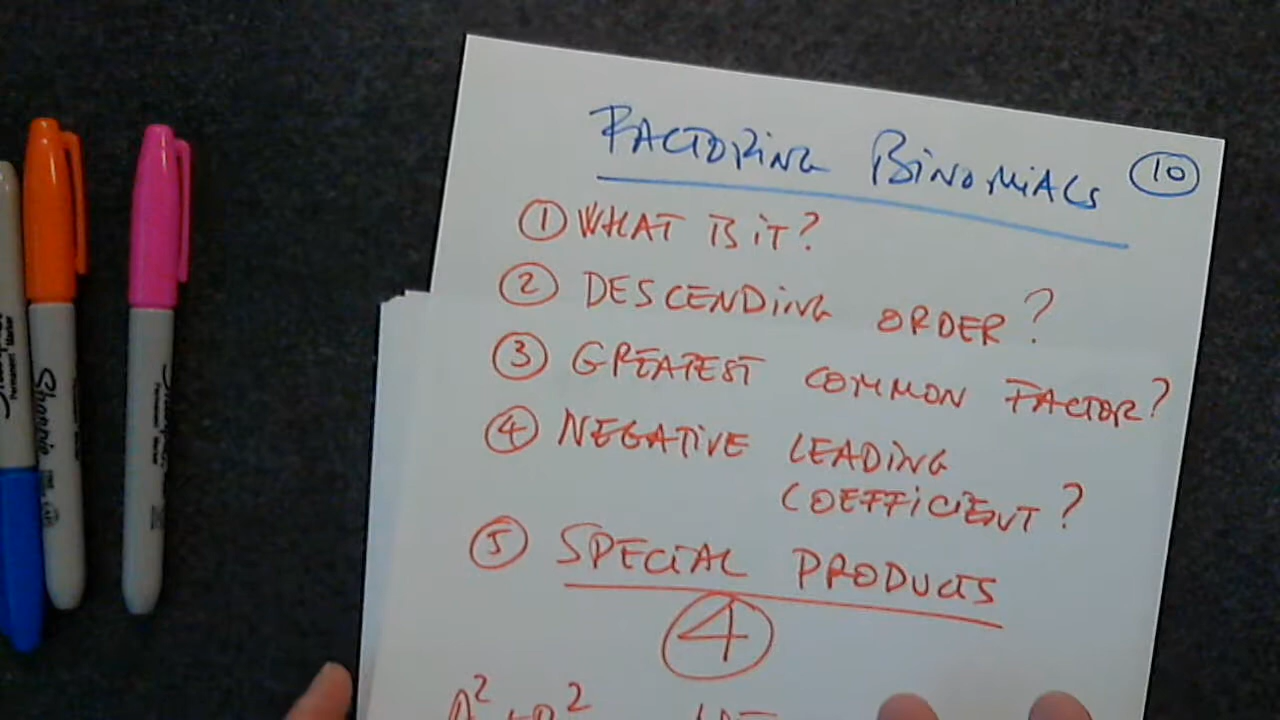 FACTORING BINOMIALS 10
1 WHAT IS IT?
2 DESCENDING ORDER?
3 GREATEST COMMON FACTOR?
4 NEGATIVE LEADING
COEFFICIENT?
5 SPECIAL PRODUCTS
4
Sharpie